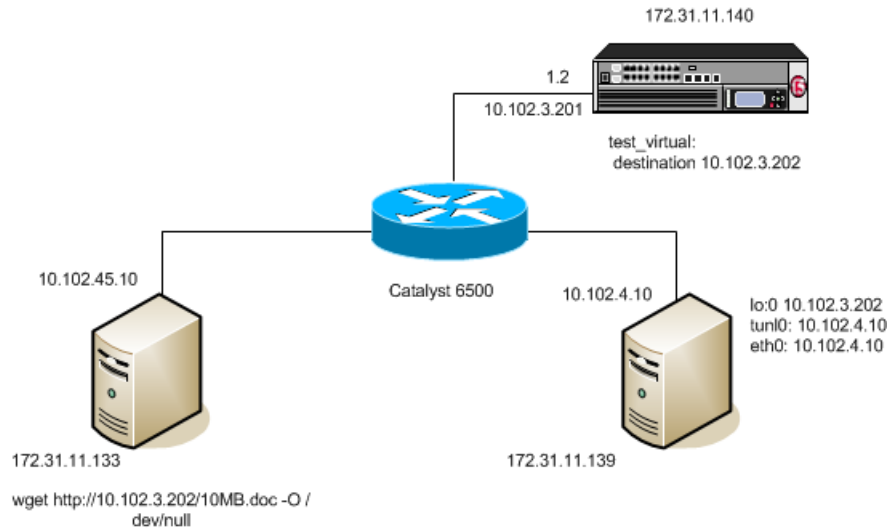 172.31.11.140
1.2
10.102.3.201
test_virtual:
destination 10.102.3.202
10.102.45.10
Catalyst 6500
10.102.4.10
lo:0 10.102.3.202
tunl0: 10.102.4.10
eth0: 10.102.4.10
172.31.11.133
172.31.11.139
wget http://10.102.3.202/10MB.doc -O /
dev/null